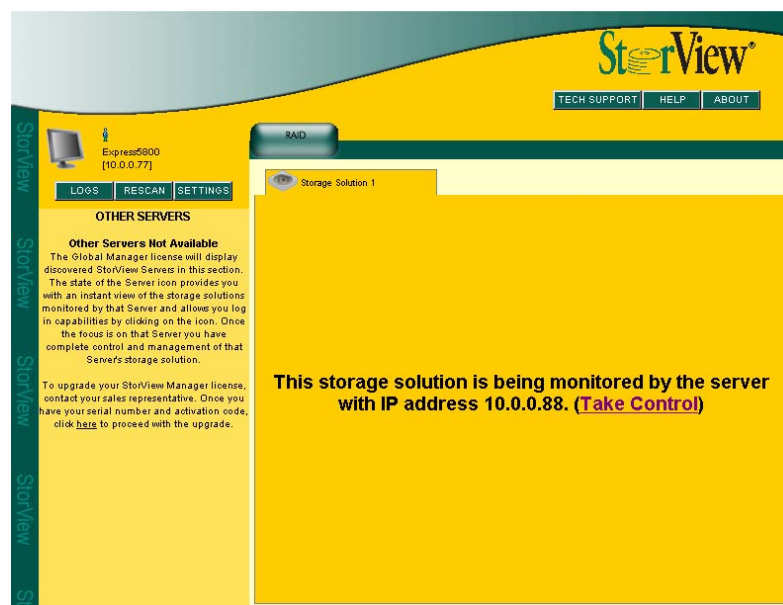 StorView®
TECH SUPPORT HELP ABOUT
StorView
StorView
StorView
StorView
St
Express5800
[10.0.0.77]
LOGS RESCAN SETTINGS
RAID
Storage Solution 1
OTHER SERVERS
Other Servers Not Available
The Global Manager license will display
discovered StorView Servers in this section.
The state of the Server icon provides you
with an instant view of the storage solutions
monitored by that Server and allows you log
in capabilities by clicking on the icon. Once
the focus is on that Server you have
complete control and management of that
Server's storage solution.
To upgrade your StorView Manager license,
contact your sales representative. Once you
have your serial number and activation code,
click here to proceed with the upgrade.
This storage solution is being monitored by the server
with IP address 10.0.0.88. (Take Control)